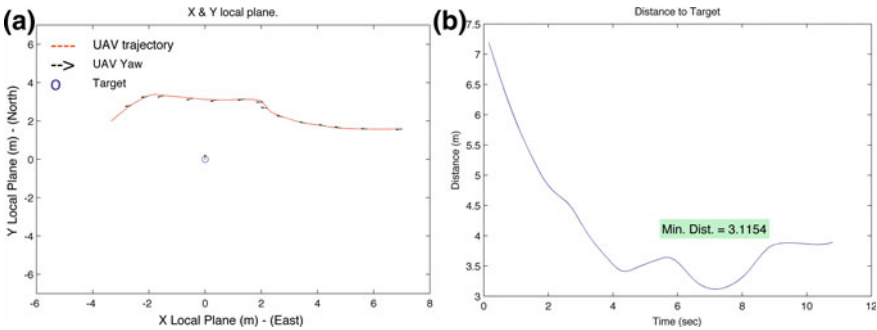 (a)
X & Y local plane.
UAV trajectory
UAV Yaw
Target
Y Local Plane (m) - (North)
6
4
2
0
-2
-4
-6
-6
-4
-2
0
2
4
6
8
X Local Plane (m) - (East)
(b)
Distance to Target
Distance (m)
7.5
7
6.5
6
5.5
5
4.5
4
3.5
3
Min. Dist. = 3.1154
0
2
4
6
8
10
12
Time (sec)